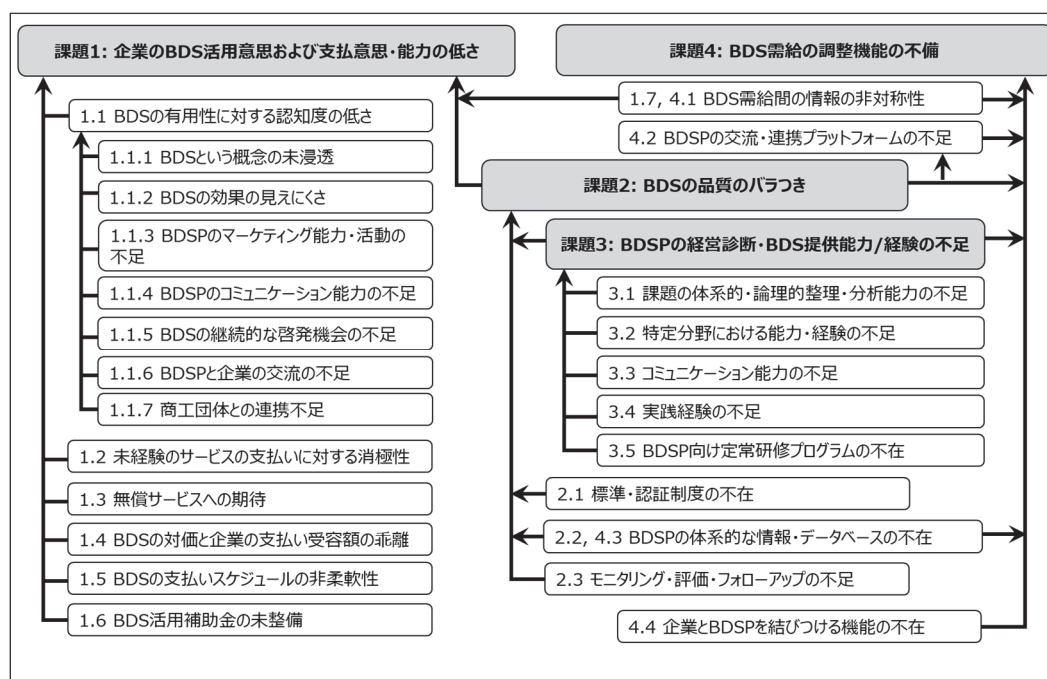 課題1: 企業のBDS活用意思および支払意思・能力の低さ
1.1 BDSの有用性に対する認知度の低さ
1.1.1 BDSという概念の未浸透
1.1.2 BDSの効果の見えにくさ
1.1.3 BDSPのマーケティング能力・活動の
不足
1.1.4 BDSPのコミュニケーション能力の不足
1.1.5 BDSの継続的な啓発機会の不足
1.1.6 BDSPと企業の交流の不足
1.1.7 商工団体との連携不足
1.2 未経験のサービスの支払いに対する消極性
1.3 無償サービスへの期待
1.4 BDSの対価と企業の支払い受容額の乖離
1.5 BDSの支払いスケジュールの非柔軟性
1.6 BDS活用補助金の未整備
課題4: BDS需給の調整機能の不備
1.7, 4.1 BDS需給間の情報の非対称性
4.2 BDSPの交流・連携プラットフォームの不足
課題2: BDSの品質のバラつき
課題3: BDSPの経営診断・BDS提供能力/経験の不足
3.1 課題の体系的・論理的整理・分析能力の不足
3.2 特定分野における能力・経験の不足
3.3 コミュニケーション能力の不足
3.4 実践経験の不足
3.5 BDSP向け定常研修プログラムの不在
2.1 標準・認証制度の不在
2.2, 4.3 BDSPの体系的な情報・データベースの不在
2.3 モニタリング・評価・フォローアップの不足
4.4 企業とBDSPを結びつける機能の不在